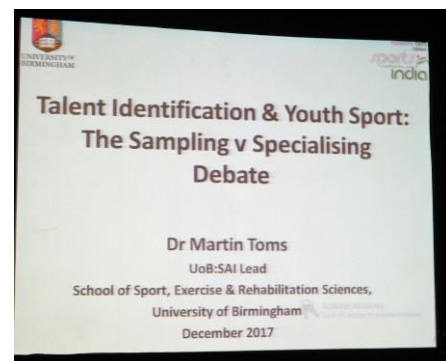 UNIVERSITY OF
BIRMINGHAM
sports
india
Talent Identification & Youth Sport:
The Sampling v Specialising
Debate
Dr Martin Toms
UoB:SAI Lead
School of Sport, Exercise & Rehabilitation Sciences,
University of Birmingham
December 2017